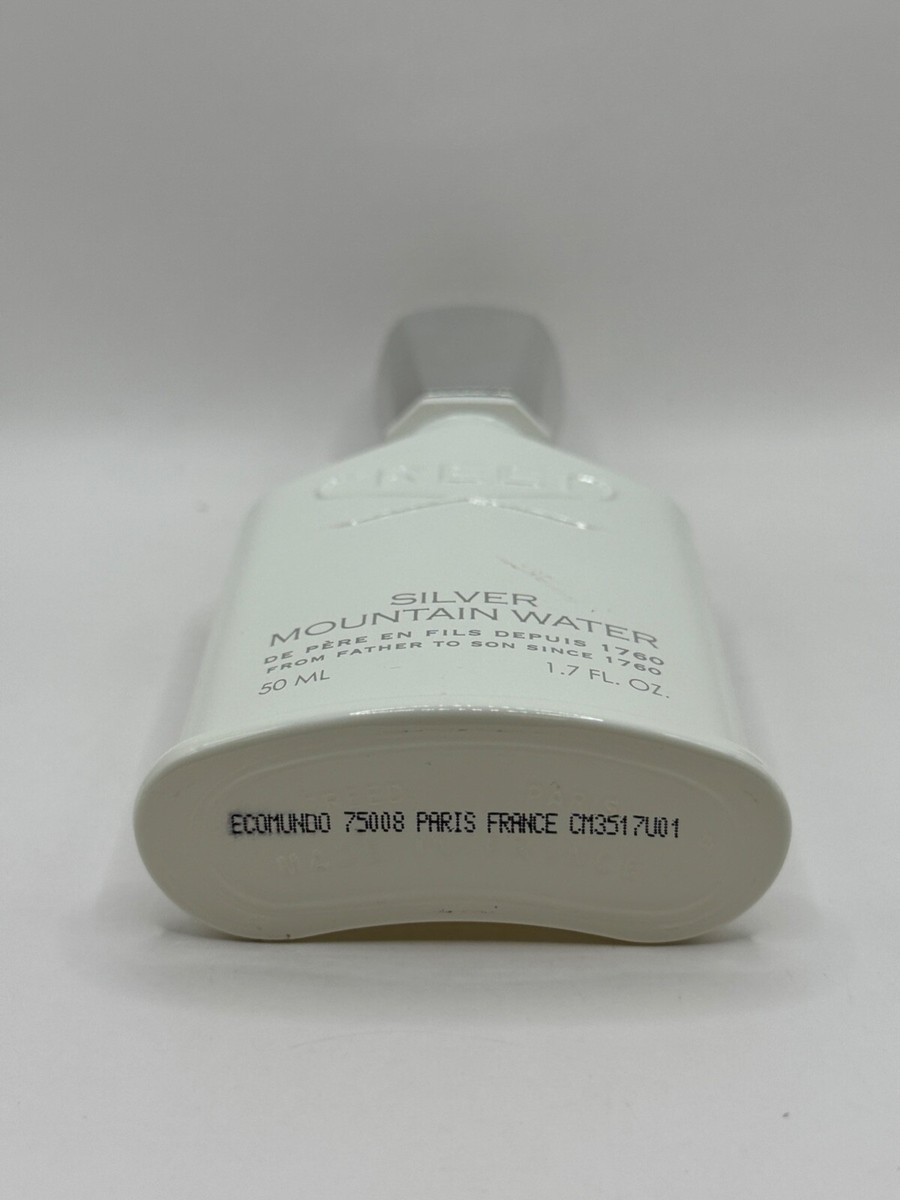 CREED
SILVER
MOUNTAIN WATER
DE PÈRE EN FILS DEPUIS 1760
FROM FATHER TO SON SINCE 1760
50 ML 1.7 FL. OZ.
ECOMUNDO 75008 PARIS FRANCE CM3517U01